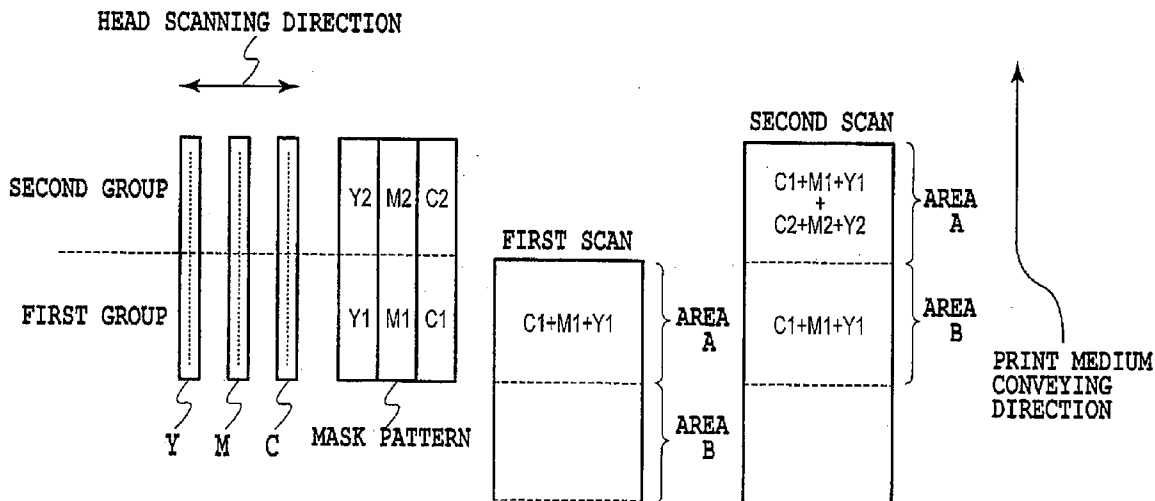 HEAD SCANNING DIRECTION
SECOND GROUP
FIRST GROUP
Y2 M2 C2
Y1 M1 C1
Y M C
MASK PATTERN
FIRST SCAN
C1+M1+Y1
AREA
A
AREA
B
SECOND SCAN
C1+M1+Y1
+
C2+M2+Y2
AREA
A
C1+M1+Y1
AREA
B
PRINT MEDIUM
CONVEYING
DIRECTION